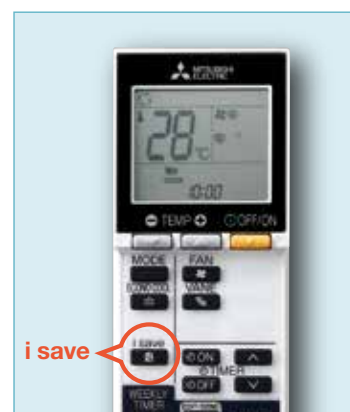 MITSUBISHI
ELECTRIC
28 °C
10:00
TEMP OFF/ON
MODE FAN
ECONO COOL VANE
i save
i save
ON
TIMER
OFF
WEEKLY
TIMER